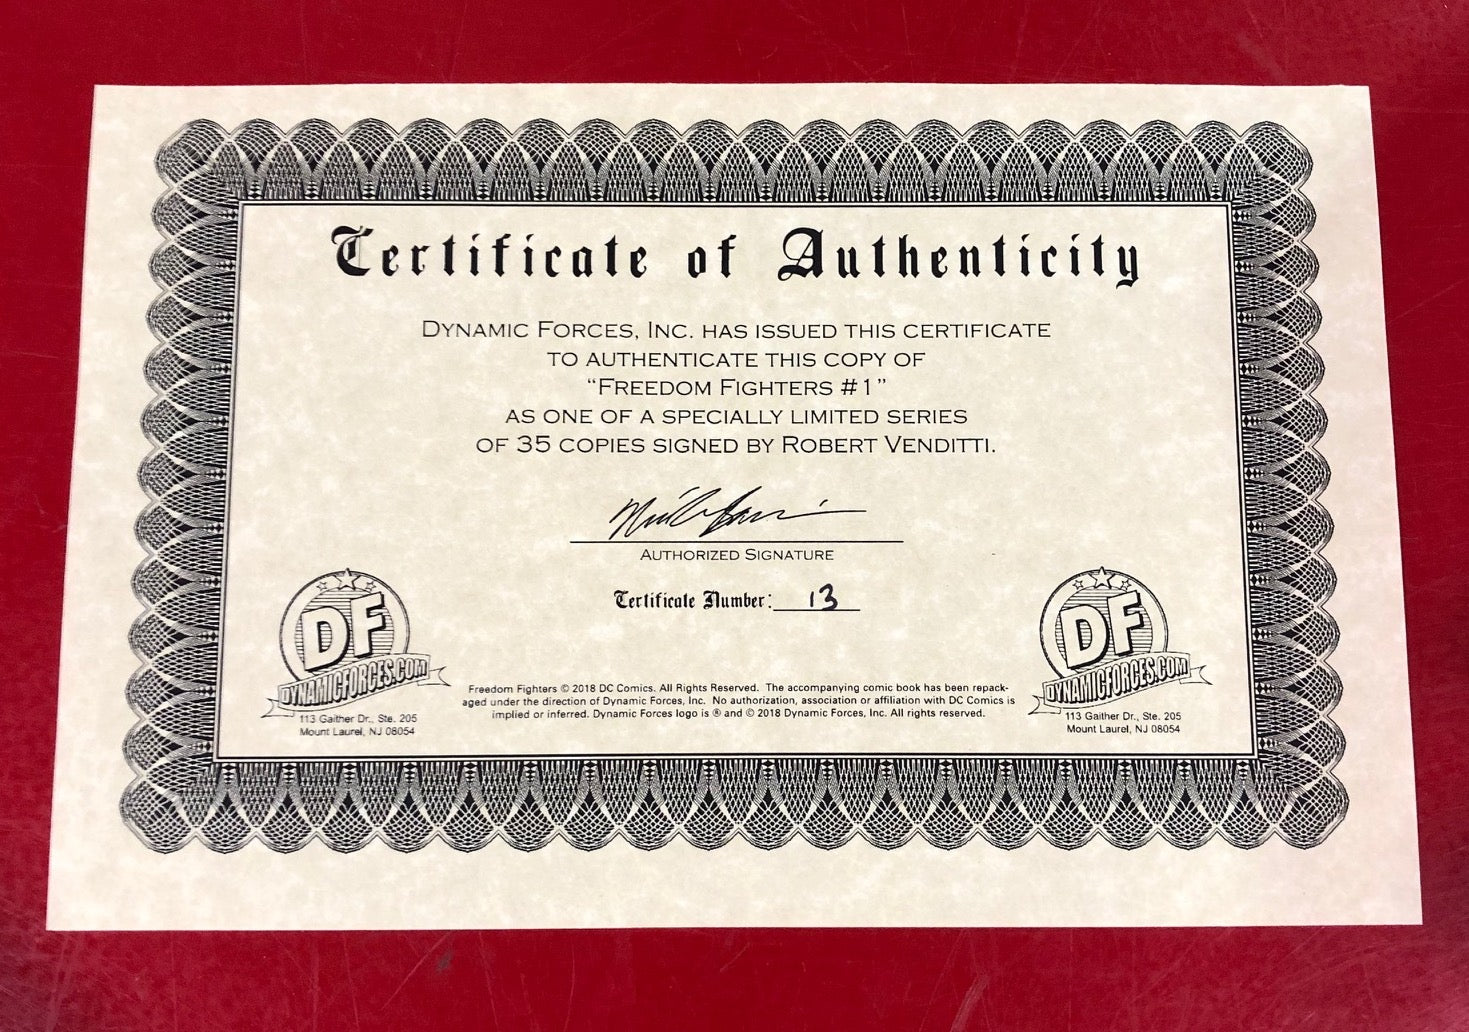 Certificate of Authenticity
DYNAMIC FORCES, INC. HAS ISSUED THIS CERTIFICATE
TO AUTHENTICATE THIS COPY OF
“FREEDOM FIGHTERS #1”
AS ONE OF A SPECIALLY LIMITED SERIES
OF 35 COPIES SIGNED BY ROBERT VENDITTI.
AUTHORIZED SIGNATURE
Certificate Number: 13
DF
DYNAMICFORCES.COM
113 Gaither Dr., Ste. 205
Mount Laurel, NJ 08054
Freedom Fighters © 2018 DC Comics. All Rights Reserved. The accompanying comic book has been repack-
aged under the direction of Dynamic Forces, Inc. No authorization, association or affiliation with DC Comics is
implied or inferred. Dynamic Forces logo is ® and © 2018 Dynamic Forces, Inc. All rights reserved.
DF
DYNAMICFORCES.COM
113 Gaither Dr., Ste. 205
Mount Laurel, NJ 08054